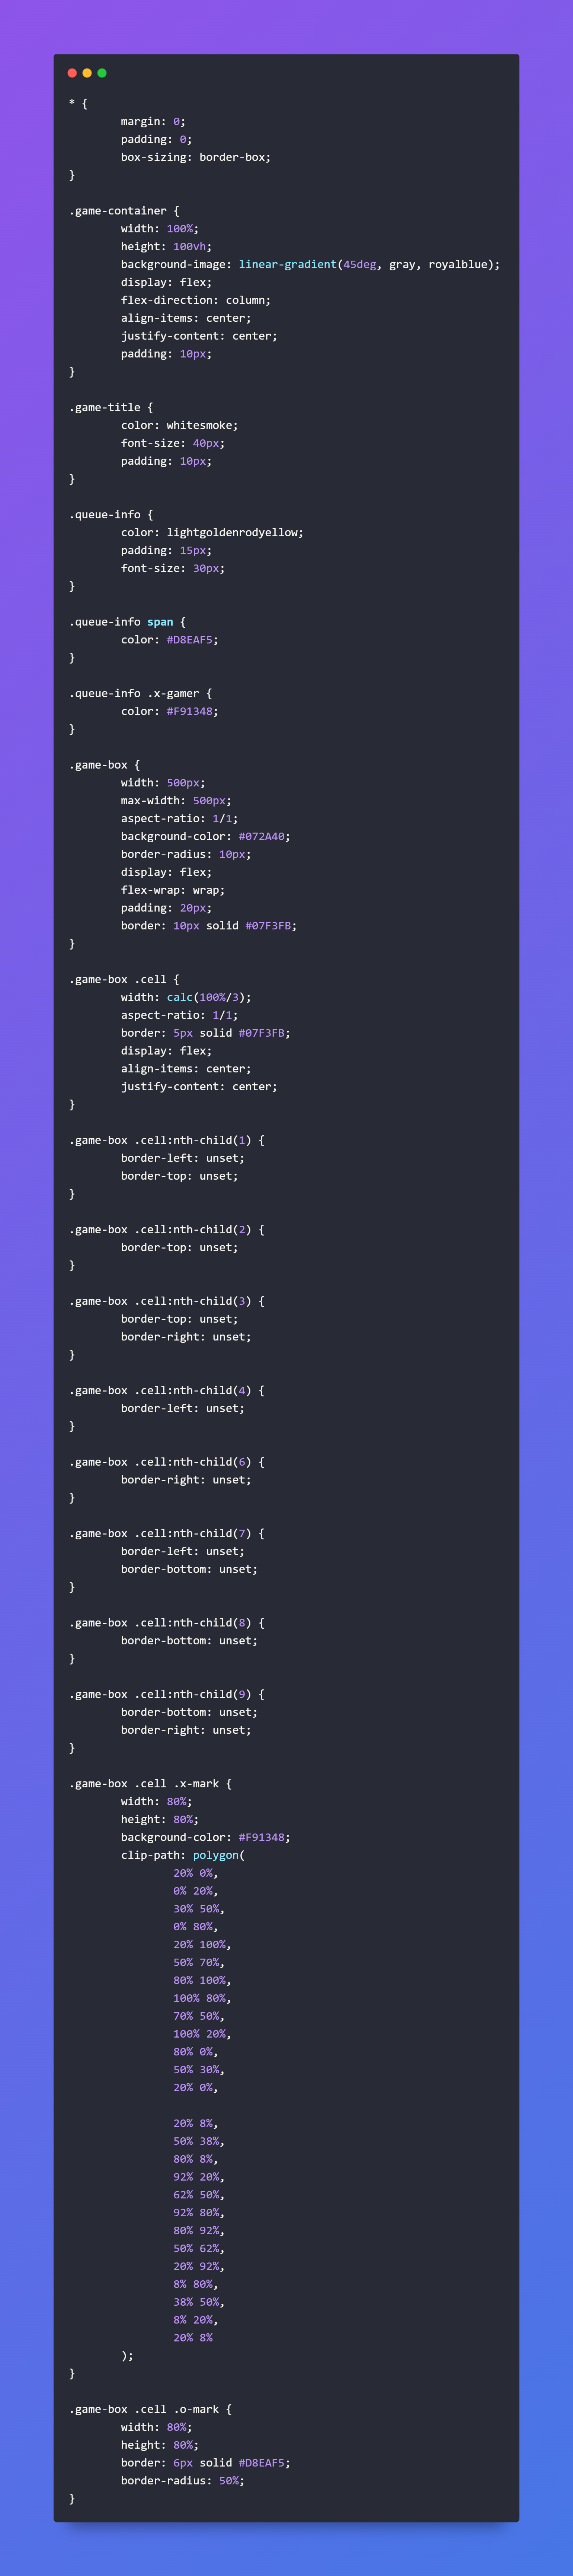 * {
        margin: 0;
        padding: 0;
        box-sizing: border-box;
}

.game-container {
        width: 100%;
        height: 100vh;
        background-image: linear-gradient(45deg, gray, royalblue);
        display: flex;
        flex-direction: column;
        align-items: center;
        justify-content: center;
        padding: 10px;
}

.game-title {
        color: whitesmoke;
        font-size: 40px;
        padding: 10px;
}

.queue-info {
        color: lightgoldenrodyellow;
        padding: 15px;
        font-size: 30px;
}

.queue-info span {
        color: #D8EAF5;
}

.queue-info .x-gamer {
        color: #F91348;
}

.game-box {
        width: 500px;
        max-width: 500px;
        aspect-ratio: 1/1;
        background-color: #072A40;
        border-radius: 10px;
        display: flex;
        flex-wrap: wrap;
        padding: 20px;
        border: 10px solid #07F3FB;
}

.game-box .cell {
        width: calc(100%/3);
        aspect-ratio: 1/1;
        border: 5px solid #07F3FB;
        display: flex;
        align-items: center;
        justify-content: center;
}

.game-box .cell:nth-child(1) {
        border-left: unset;
        border-top: unset;
}

.game-box .cell:nth-child(2) {
        border-top: unset;
}

.game-box .cell:nth-child(3) {
        border-top: unset;
        border-right: unset;
}

.game-box .cell:nth-child(4) {
        border-left: unset;
}

.game-box .cell:nth-child(6) {
        border-right: unset;
}

.game-box .cell:nth-child(7) {
        border-left: unset;
        border-bottom: unset;
}

.game-box .cell:nth-child(8) {
        border-bottom: unset;
}

.game-box .cell:nth-child(9) {
        border-bottom: unset;
        border-right: unset;
}

.game-box .cell .x-mark {
        width: 80%;
        height: 80%;
        background-color: #F91348;
        clip-path: polygon(
                20% 0%,
                0% 20%,
                30% 50%,
                0% 80%,
                20% 100%,
                50% 70%,
                80% 100%,
                100% 80%,
                70% 50%,
                100% 20%,
                80% 0%,
                50% 30%,
                20% 0%,

                20% 8%,
                50% 38%,
                80% 8%,
                92% 20%,
                62% 50%,
                92% 80%,
                80% 92%,
                50% 62%,
                20% 92%,
                8% 80%,
                38% 50%,
                8% 20%,
                20% 8%
        );
}

.game-box .cell .o-mark {
        width: 80%;
        height: 80%;
        border: 6px solid #D8EAF5;
        border-radius: 50%;
}